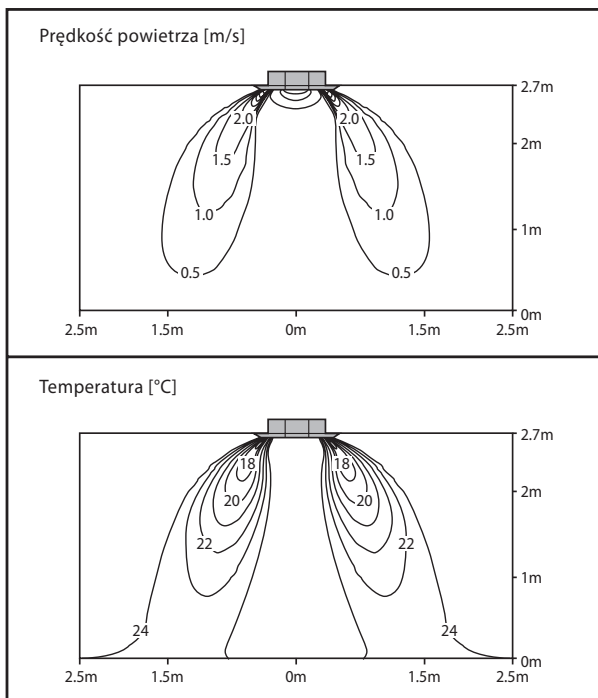 Prędkość powietrza [m/s]
2.7m
2.0 2.0
2m
1.5 1.5
1.0 1.0
1m
0.5 0.5
0m
2.5m 1.5m 0m 1.5m 2.5m
Temperatura [°C]
2.7m
18 18
20 20
2m
22 22
1m
24 24
0m
2.5m 1.5m 0m 1.5m 2.5m